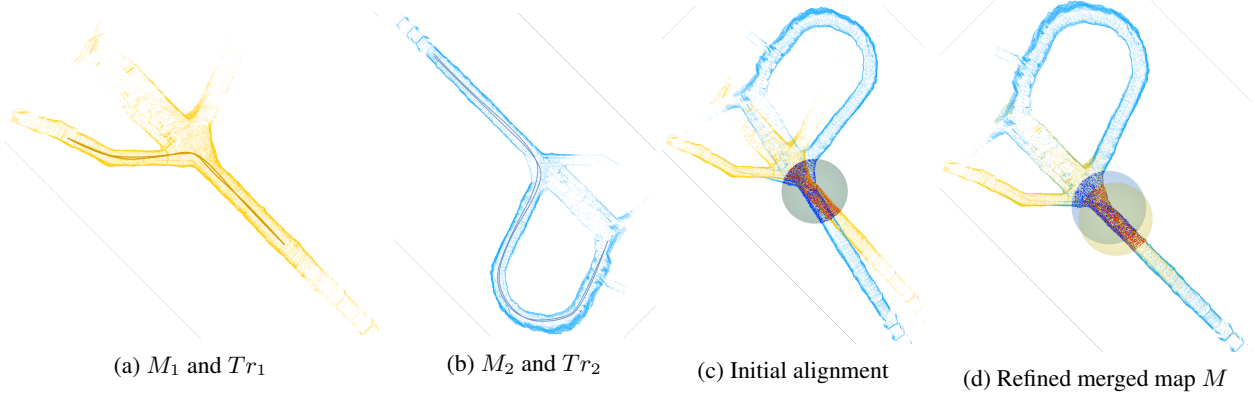 (a) M₁ and Tr₁
(b) M₂ and Tr₂
(c) Initial alignment
(d) Refined merged map M